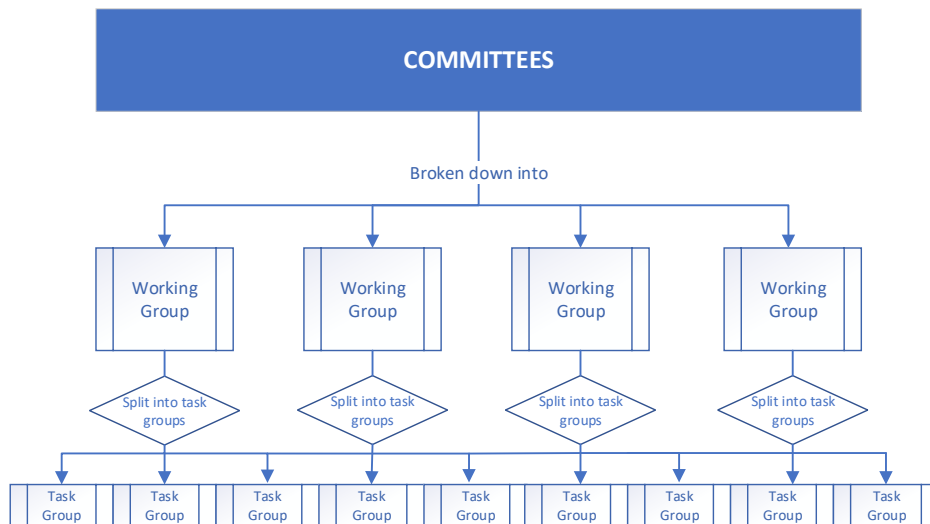 COMMITTEES
Broken down into
Working
Group
Working
Group
Working
Group
Working
Group
Split into task
groups
Split into task
groups
Split into task
groups
Split into task
groups
Task
Group
Task
Group
Task
Group
Task
Group
Task
Group
Task
Group
Task
Group
Task
Group
Task
Group